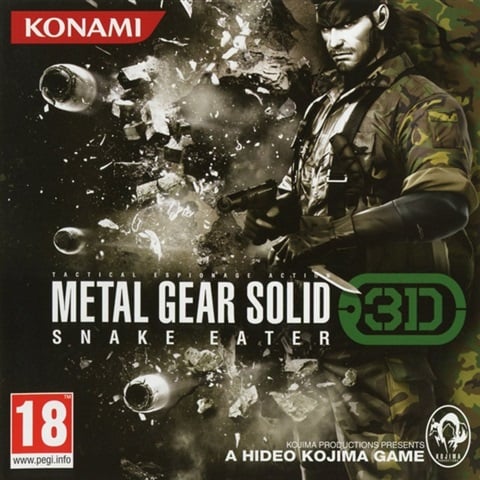 KONAMI
TACTICAL ESPIONAGE ACTION
METAL GEAR SOLID
SNAKE EATER
3D
18
™
www.pegi.info
KOJIMA PRODUCTIONS PRESENTS
A HIDEO KOJIMA GAME
KOJIMA